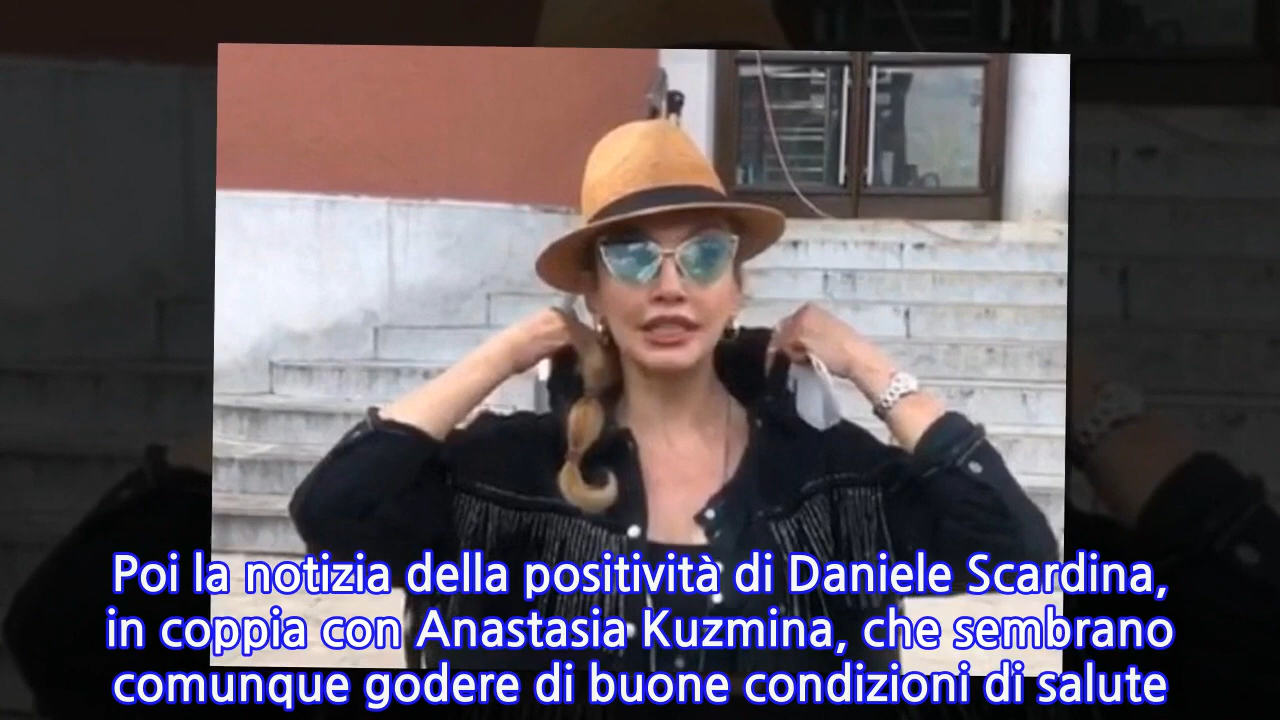 Poi la notizia della positività di Daniele Scardina,
in coppia con Anastasia Kuzmina, che sembrano
comunque godere di buone condizioni di salute